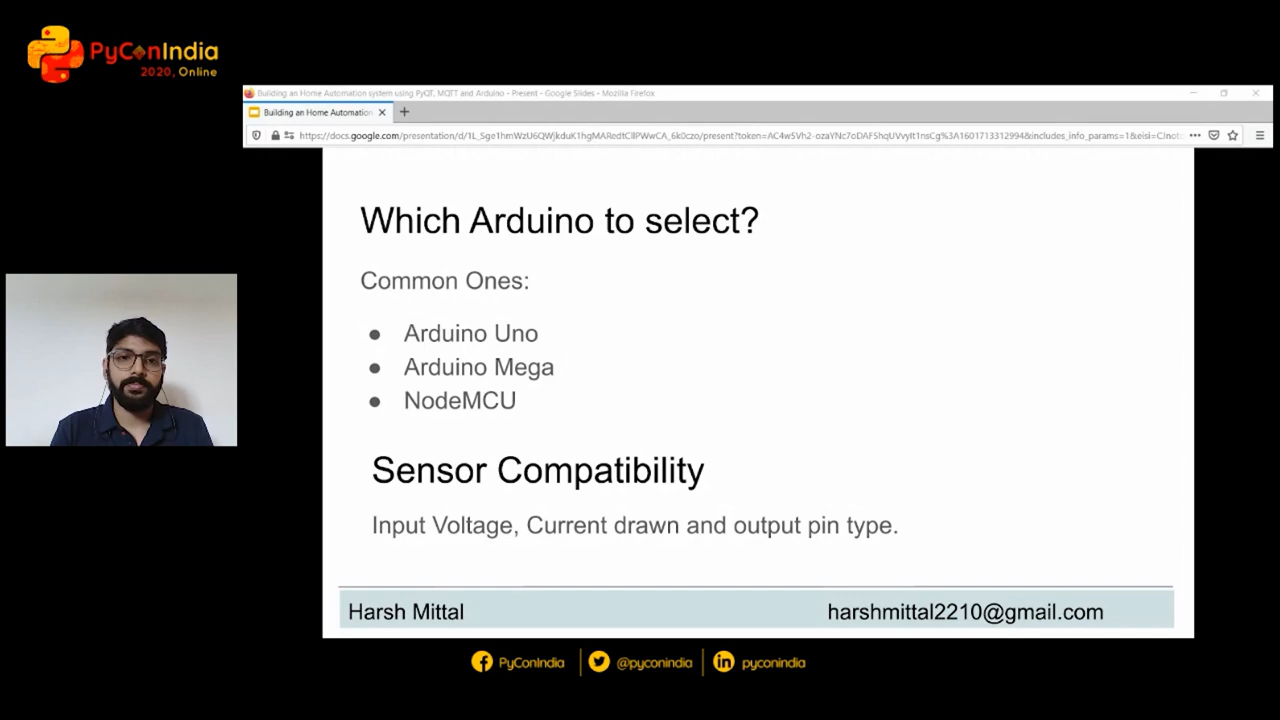 PyConIndia
2020, Online
Building an Home Automation system using PyQT, MQTT and Arduino - Present - Google Slides - Mozilla Firefox
Building an Home Automation
Which Arduino to select?
Common Ones:
● Arduino Uno
● Arduino Mega
● NodeMCU
Sensor Compatibility
Input Voltage, Current drawn and output pin type.
Harsh Mittal harshmittal2210@gmail.com
PyConIndia @pyconindia pyconindia